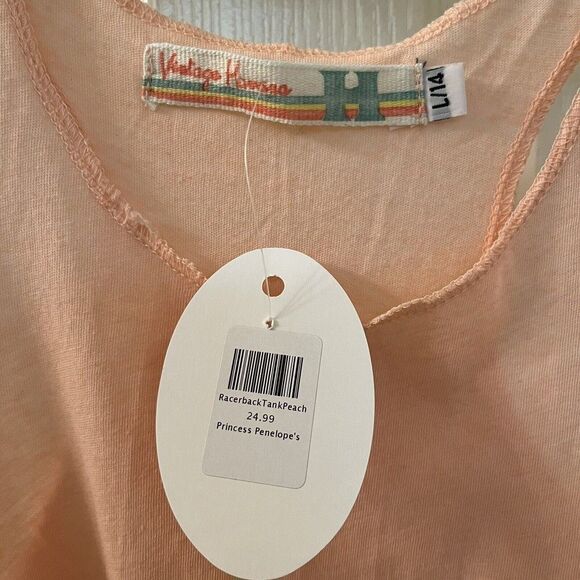 Vintage Havana
H
L/14
RacerbackTankPeach
24.99
Princess Penelope's